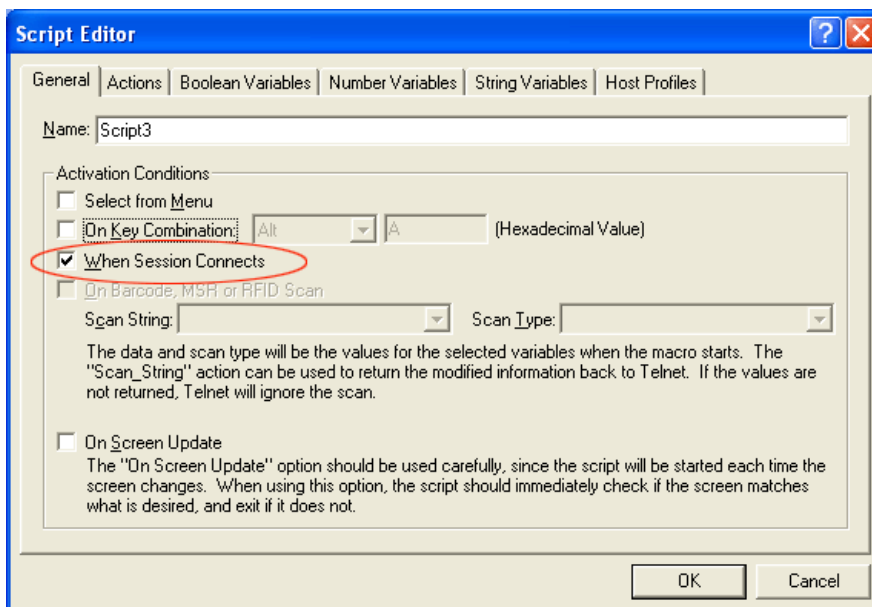 Script Editor
General Actions Boolean Variables Number Variables String Variables Host Profiles
Name: Script3
Activation Conditions
Select from Menu
On Key Combination: Alt A (Hexadecimal Value)
When Session Connects
On Barcode, MSR or RFID Scan
Scan String: Scan Type:
The data and scan type will be the values for the selected variables when the macro starts. The
"Scan_String" action can be used to return the modified information back to Telnet. If the values are
not returned, Telnet will ignore the scan.
On Screen Update
The "On Screen Update" option should be used carefully, since the script will be started each time the
screen changes. When using this option, the script should immediately check if the screen matches
what is desired, and exit if it does not.
OK Cancel